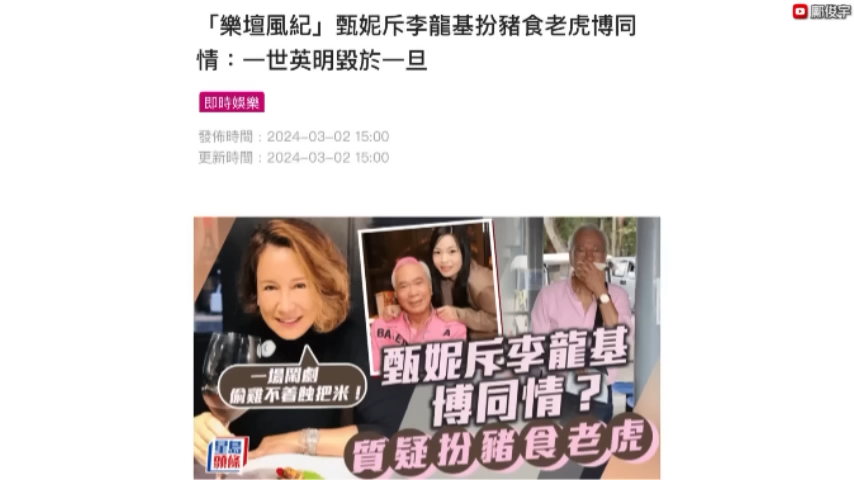 鄺俊宇
「樂壇風紀」甄妮斥李龍基扮豬食老虎博同
情：一世英明毀於一旦
即時娛樂
發佈時間：2024-03-02 15:00
更新時間：2024-03-02 15:00
一場鬧劇
偷雞不着蝕把米！
甄妮斥李龍基
博同情？
質疑扮豬食老虎
星島
頭條